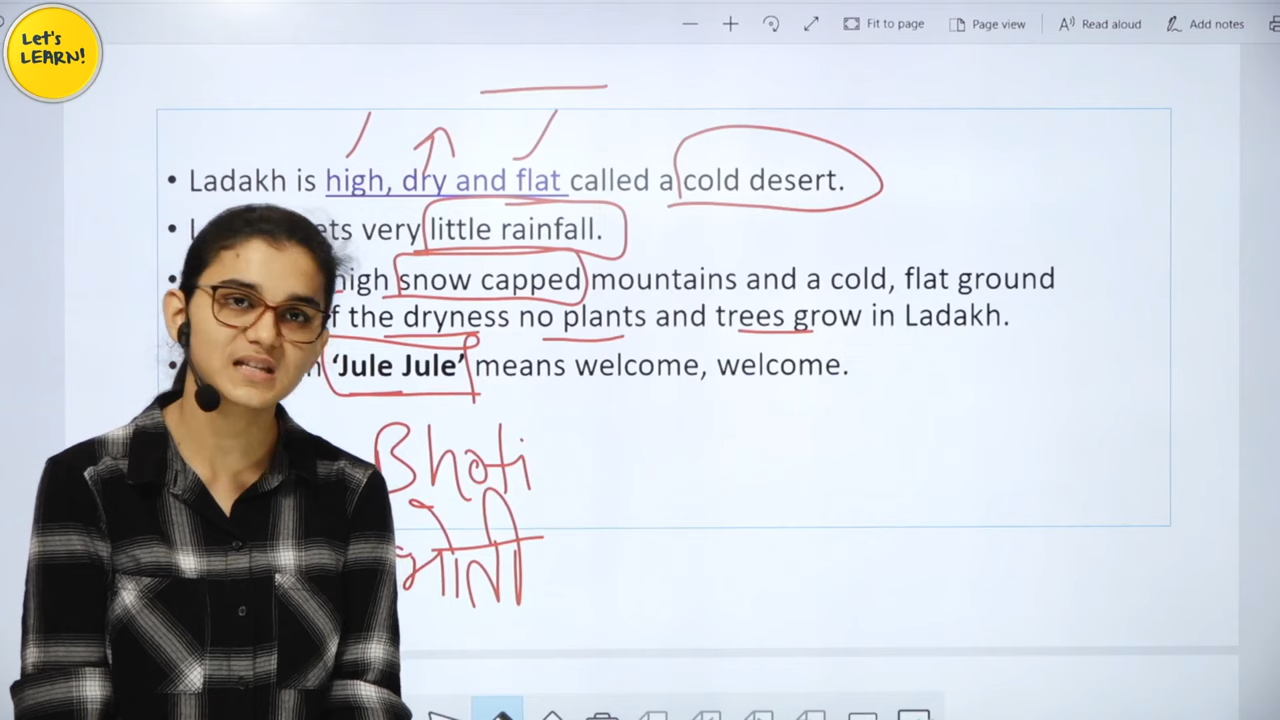 Let's
LEARN!
Fit to page
Page view
Read aloud
Add notes
• Ladakh is high, dry and flat called a cold desert.
very little rainfall.
high snow capped mountains and a cold, flat ground
the dryness no plants and trees grow in Ladakh.
‘Jule Jule’ means welcome, welcome.
Bhoti
भोती